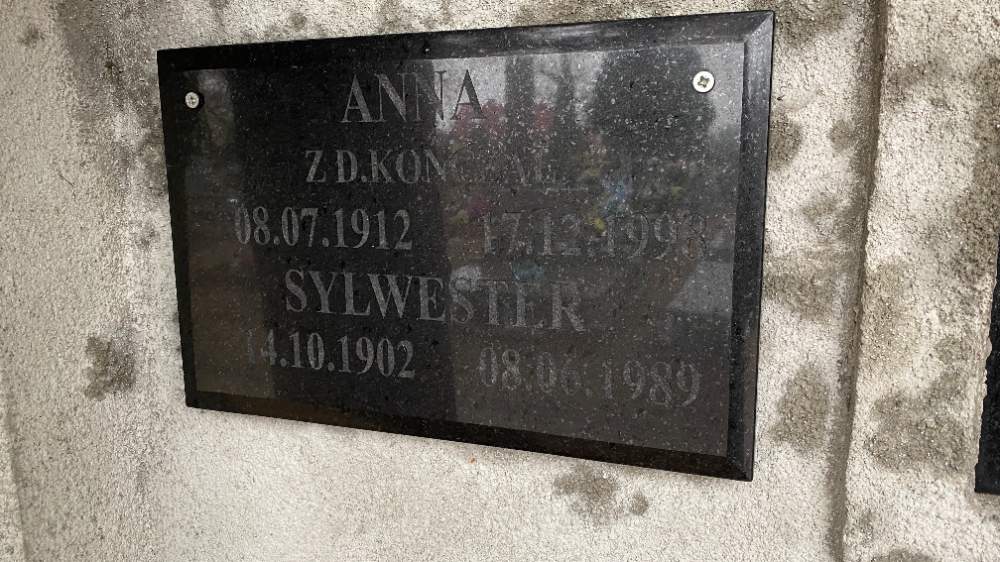 ANNA
Z D.
08.07.1912 17.12.1998
SYLWESTER
14.10.1902 08.06.1989